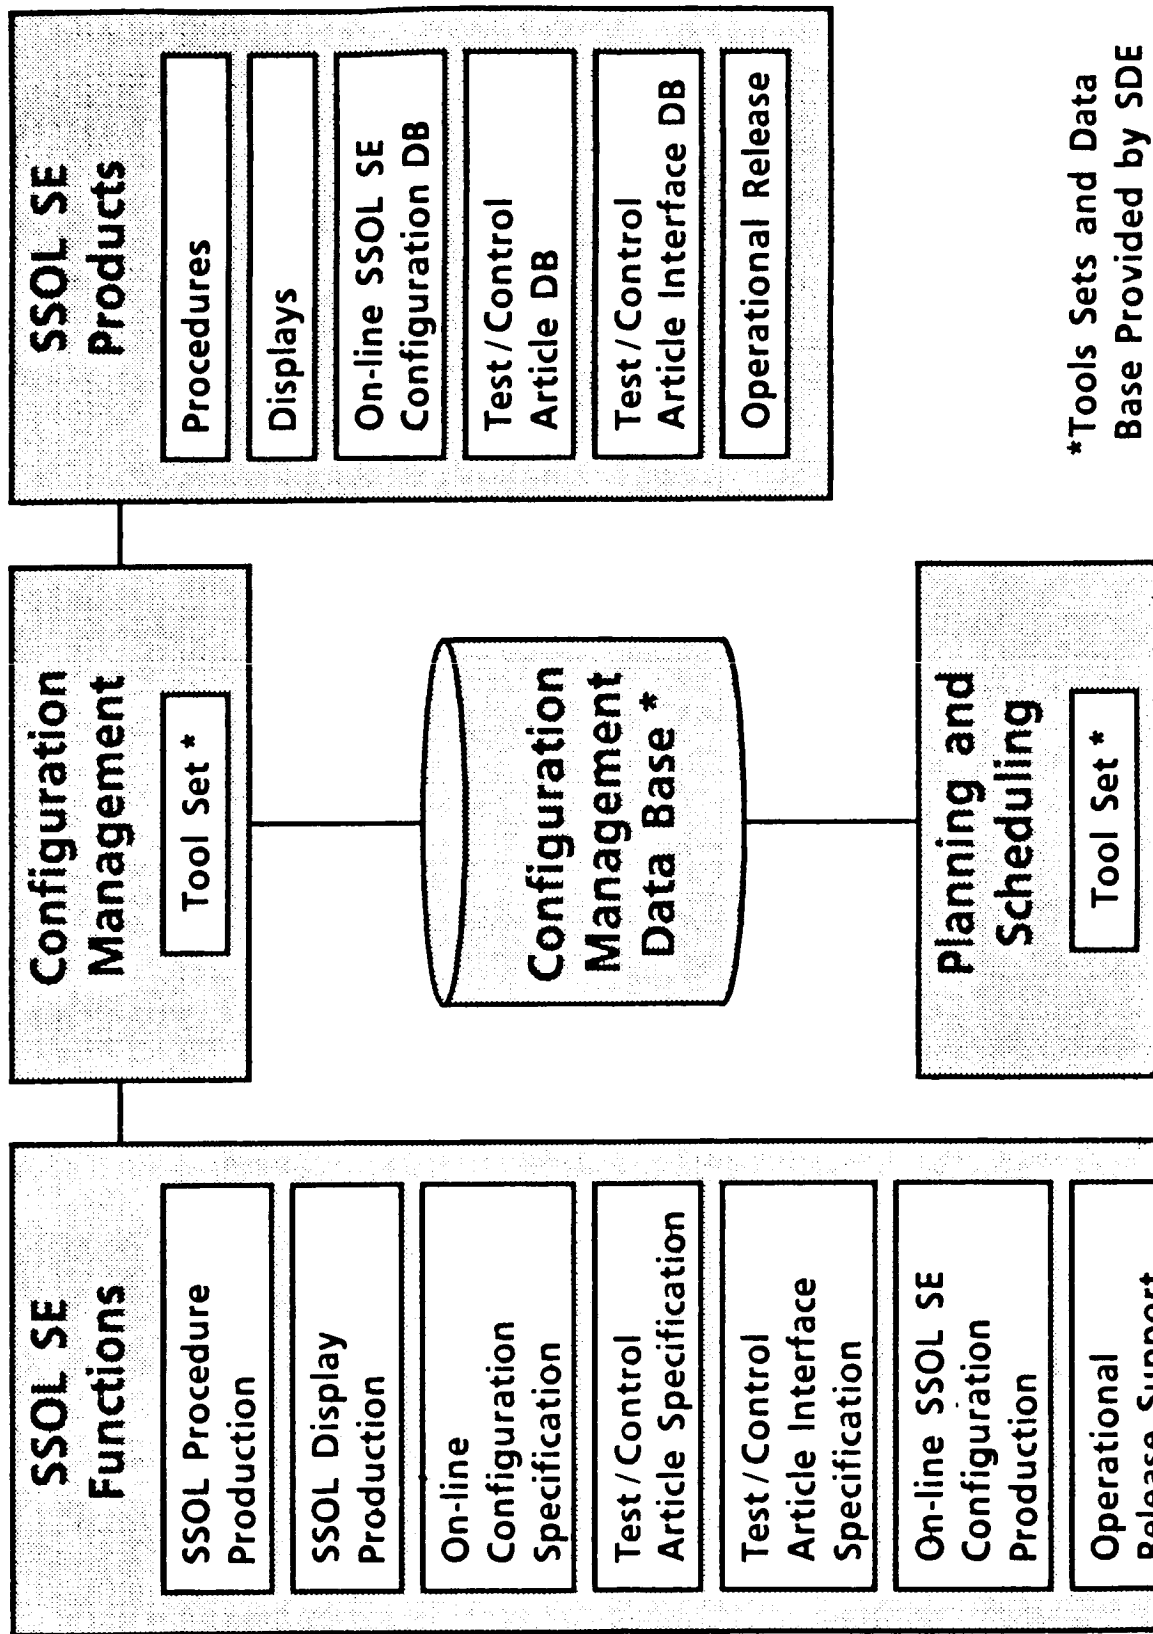 SSOL SE
Functions
SSOL Procedure
Production
SSOL Display
Production
On-line
Configuration
Specification
Test/Control
Article Specification
Test/Control
Article Interface
Specification
On-line SSOL SE
Configuration
Production
Operational
Release Support
Configuration
Management
Tool Set *
Configuration
Management
Data Base *
Planning and
Scheduling
Tool Set *
SSOL SE
Products
Procedures
Displays
On-line SSOL SE
Configuration DB
Test/Control
Article DB
Test/Control
Article Interface DB
Operational Release
*Tools Sets and Data
Base Provided by SDE